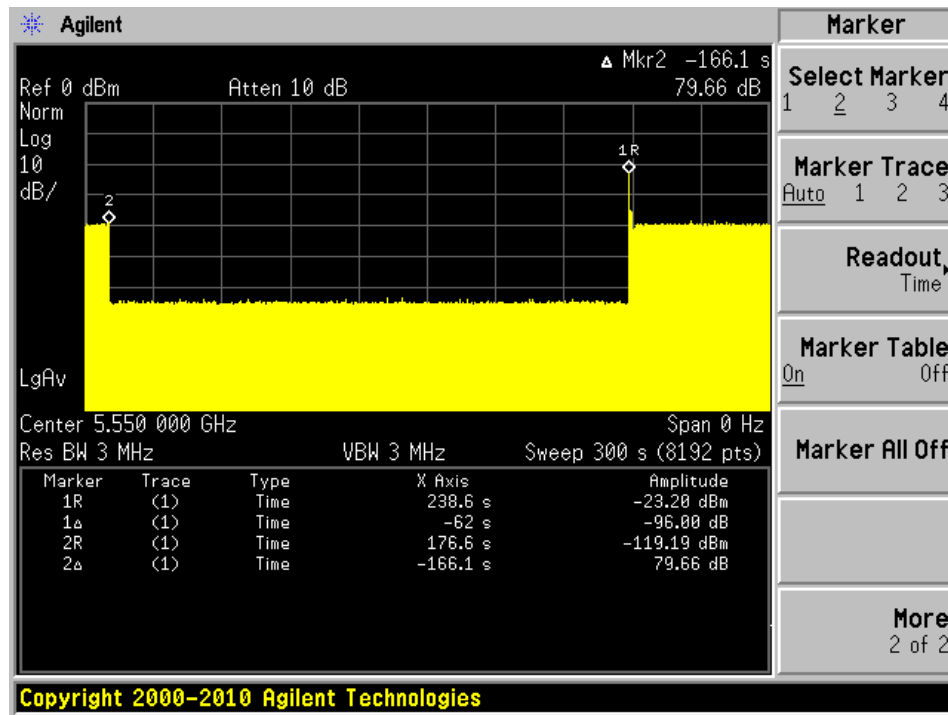 Agilent
Marker
Δ Mkr2 -166.1 s
Ref 0 dBm Atten 10 dB 79.66 dB
Norm
Log
10
dB/
1R
2
LgAv
Center 5.550 000 GHz Span 0 Hz
Res BW 3 MHz VBW 3 MHz Sweep 300 s (8192 pts)
Marker Trace Type X Axis Amplitude
1R (1) Time 238.6 s -23.20 dBm
1Δ (1) Time -62 s -96.00 dB
2R (1) Time 176.6 s -119.19 dBm
2Δ (1) Time -166.1 s 79.66 dB
Select Marker
1 2 3 4
Marker Trace
Auto 1 2 3
Readout
Time
Marker Table
On Off
Marker All Off
More
2 of 2
Copyright 2000-2010 Agilent Technologies